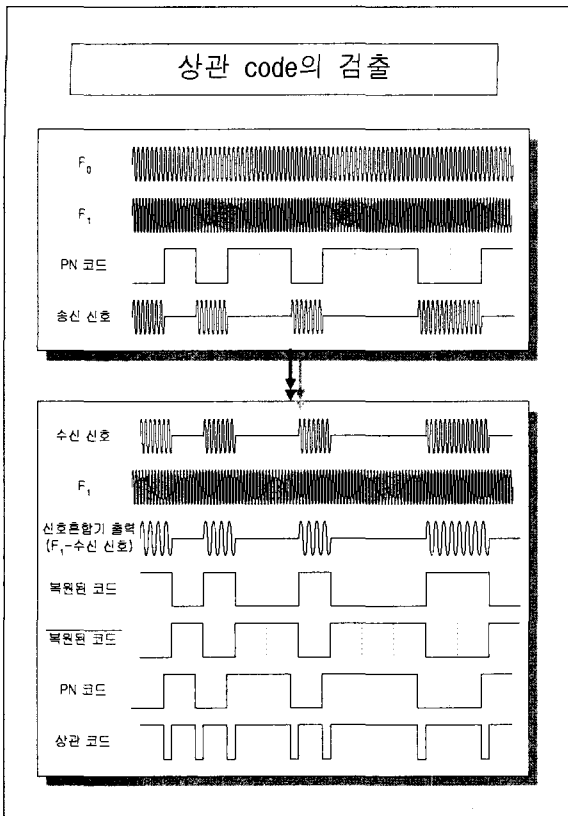 상관 code의 검출
F₀
F₁
PN 코드
송신 신호
수신 신호
F₁
신호혼합기 출력
(F₁-수신 신호)
복원된 코드
복원된 코드
PN 코드
상관 코드